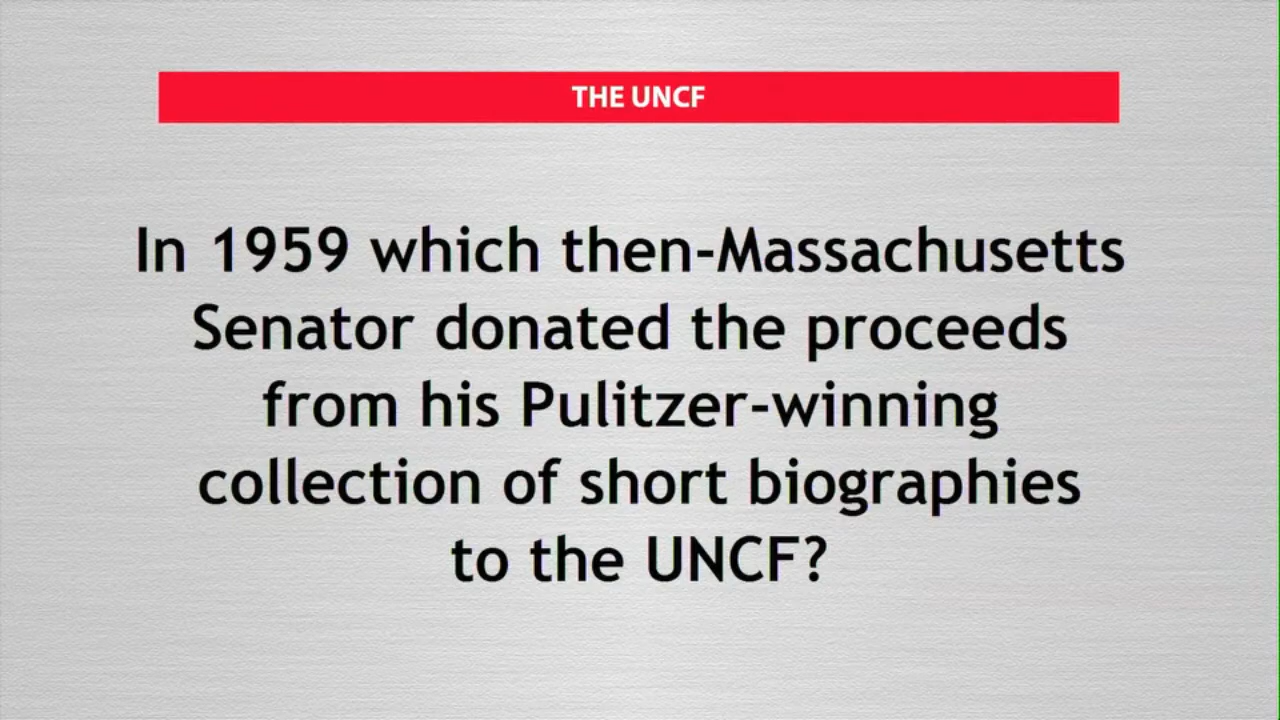 THE UNCF
In 1959 which then-Massachusetts
Senator donated the proceeds
from his Pulitzer-winning
collection of short biographies
to the UNCF?